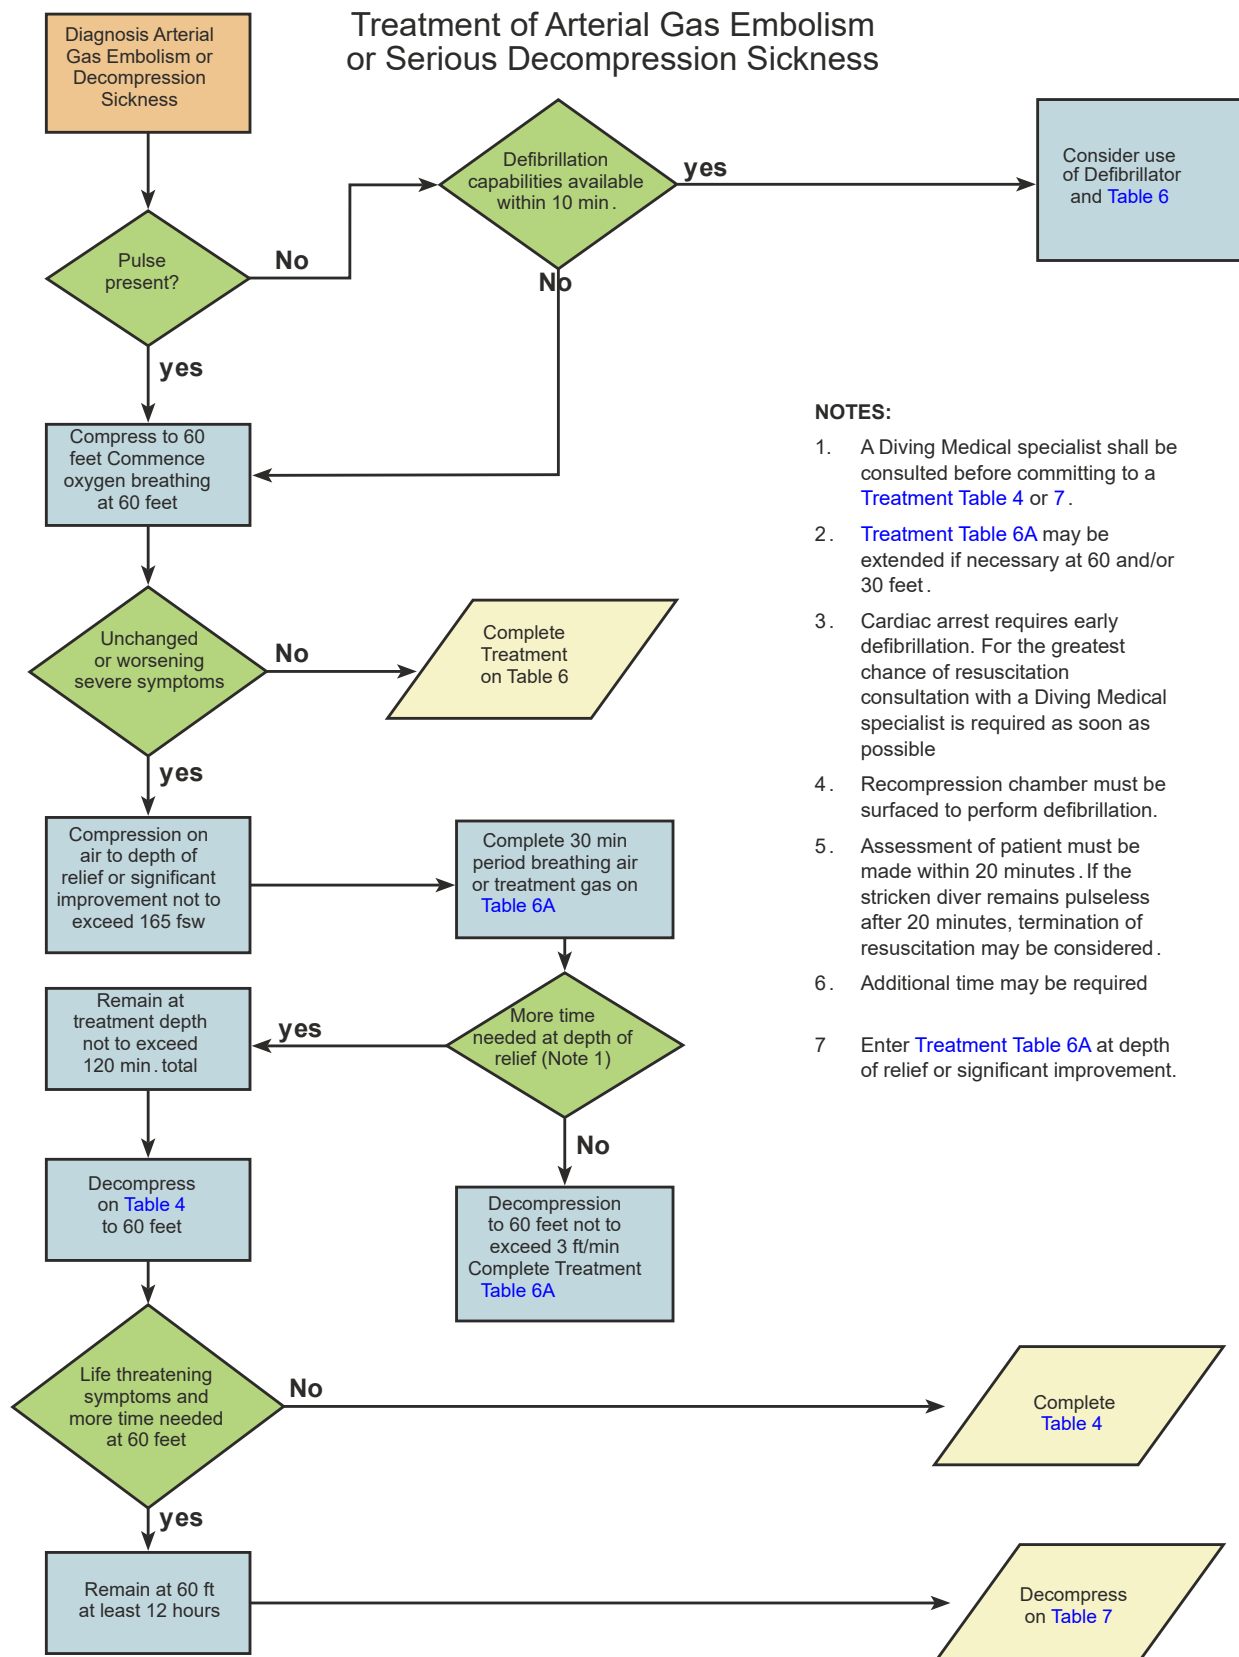 Treatment of Arterial Gas Embolism
or Serious Decompression Sickness
Diagnosis Arterial
Gas Embolism or
Decompression
Sickness
Defibrillation
capabilities available
within 10 min.
yes
Consider use
of Defibrillator
and Table 6
Pulse
present?
No
No
yes
Compress to 60
feet Commence
oxygen breathing
at 60 feet
Unchanged
or worsening
severe symptoms
No
Complete
Treatment
on Table 6
yes
Compression on
air to depth of
relief or significant
improvement not to
exceed 165 fsw
Complete 30 min
period breathing air
or treatment gas on
Table 6A
More time
needed at depth of
relief (Note 1)
yes
Remain at
treatment depth
not to exceed
120 min. total
No
Decompress
on Table 4
to 60 feet
Decompression
to 60 feet not to
exceed 3 ft/min
Complete Treatment
Table 6A
Life threatening
symptoms and
more time needed
at 60 feet
No
Complete
Table 4
yes
Remain at 60 ft
at least 12 hours
Decompress
on Table 7
NOTES:
1. A Diving Medical specialist shall be
consulted before committing to a
Treatment Table 4 or 7.
2. Treatment Table 6A may be
extended if necessary at 60 and/or
30 feet.
3. Cardiac arrest requires early
defibrillation. For the greatest
chance of resuscitation
consultation with a Diving Medical
specialist is required as soon as
possible
4. Recompression chamber must be
surfaced to perform defibrillation.
5. Assessment of patient must be
made within 20 minutes. If the
stricken diver remains pulseless
after 20 minutes, termination of
resuscitation may be considered.
6. Additional time may be required
7 Enter Treatment Table 6A at depth
of relief or significant improvement.